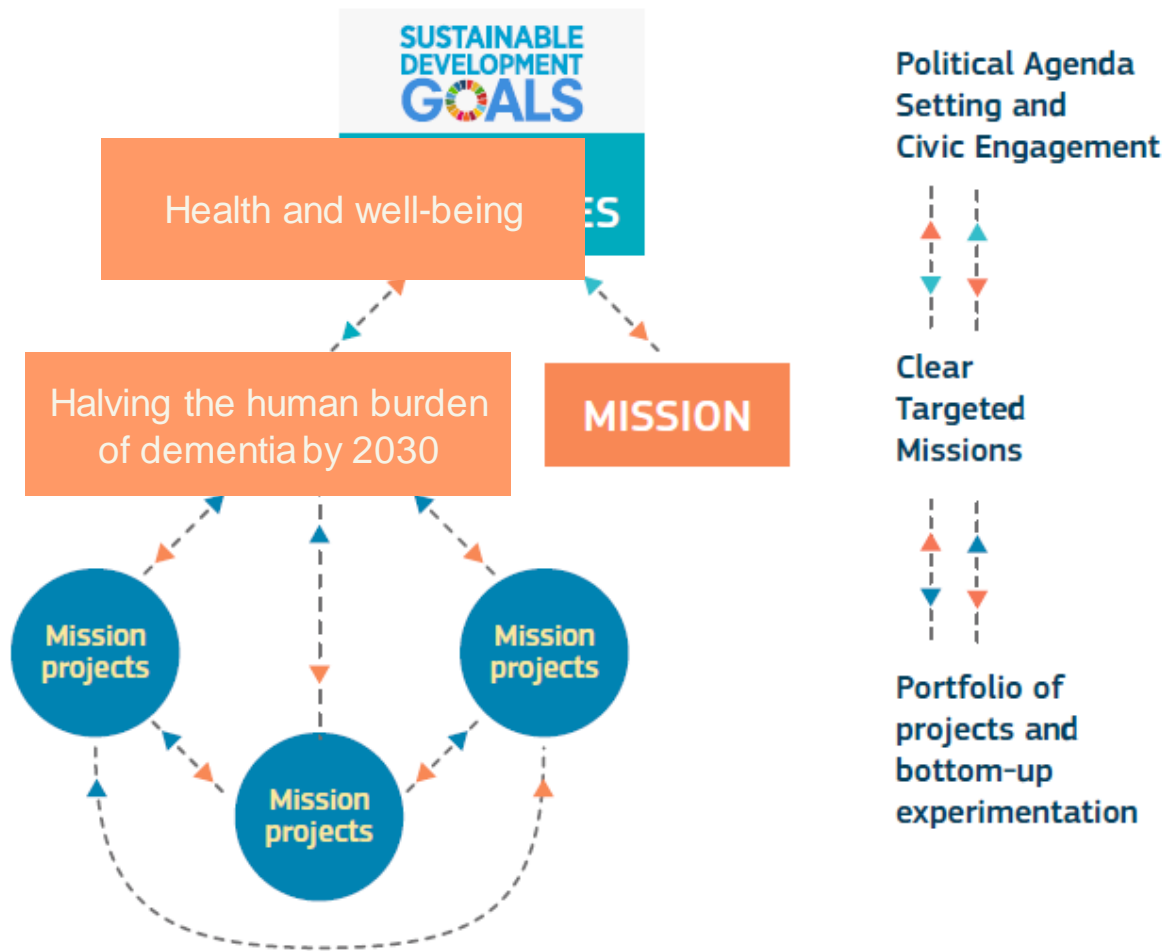 SUSTAINABLE
DEVELOPMENT
GOALS
Health and well-being
ES
Halving the human burden
of dementia by 2030
MISSION
Mission
projects
Mission
projects
Mission
projects
Political Agenda
Setting and
Civic Engagement
Clear
Targeted
Missions
Portfolio of
projects and
bottom-up
experimentation